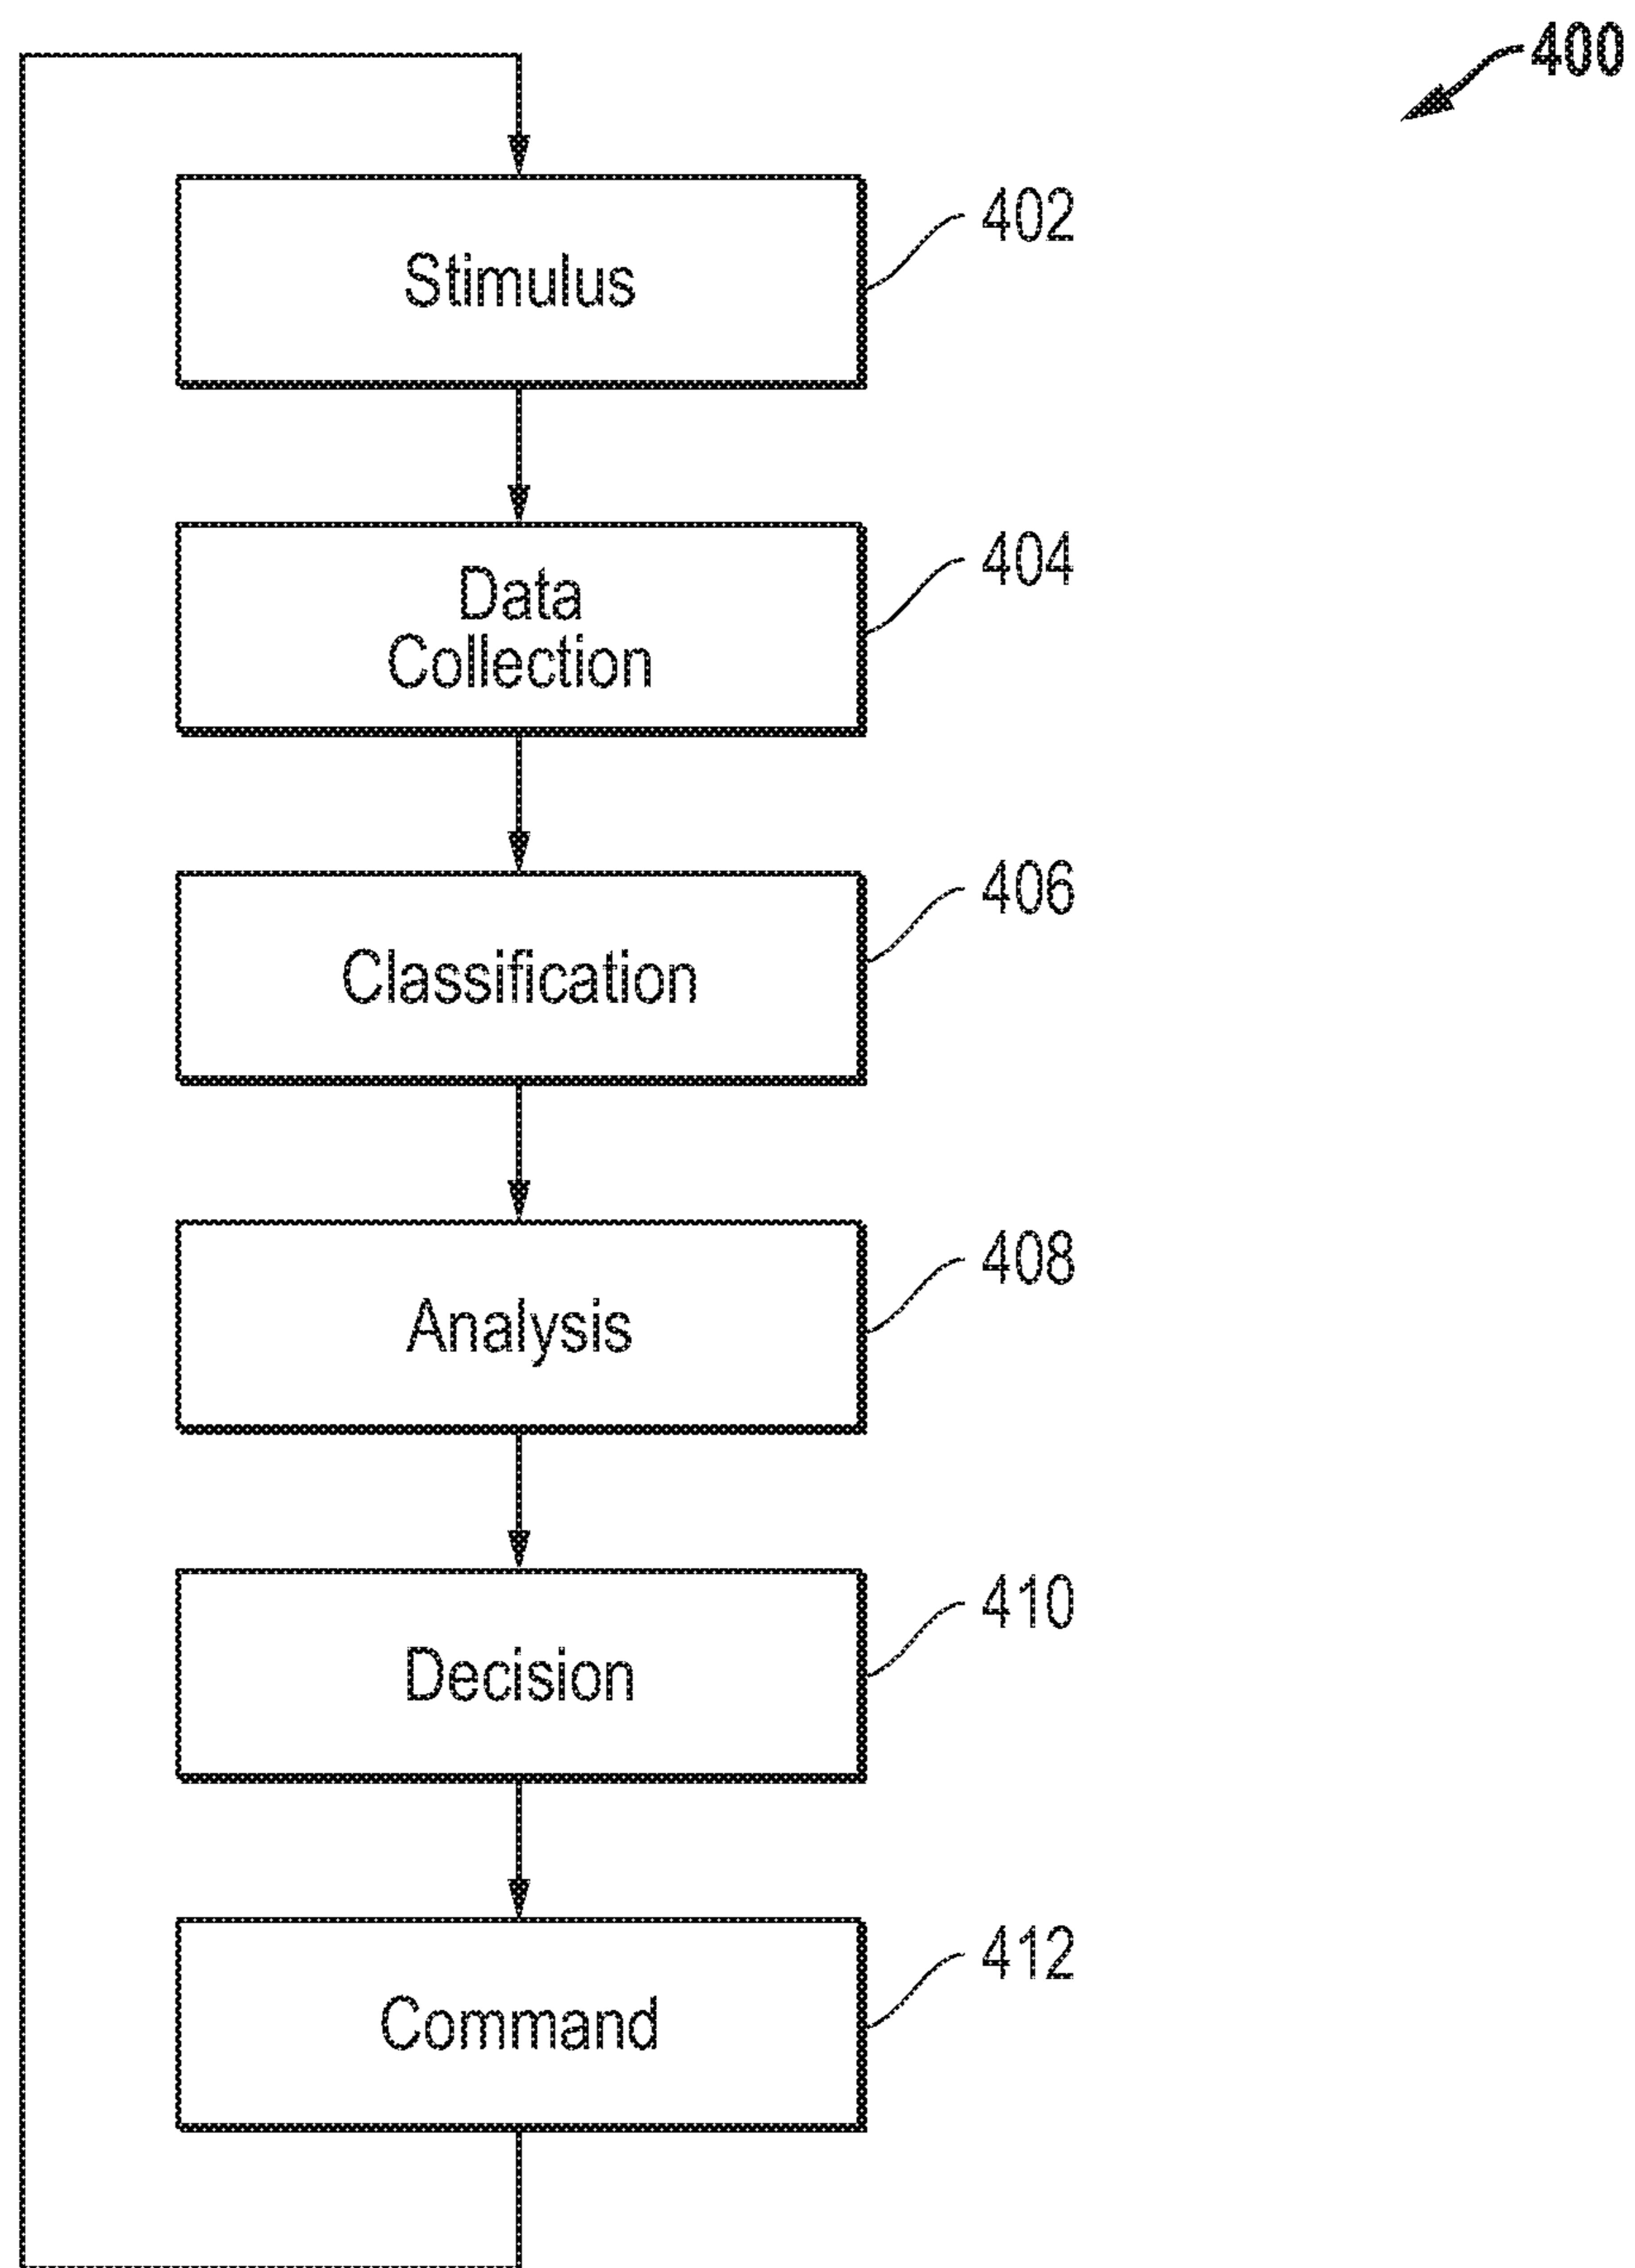 400
Stimulus
402
Data
Collection
404
Classification
406
Analysis
408
Decision
410
Command
412